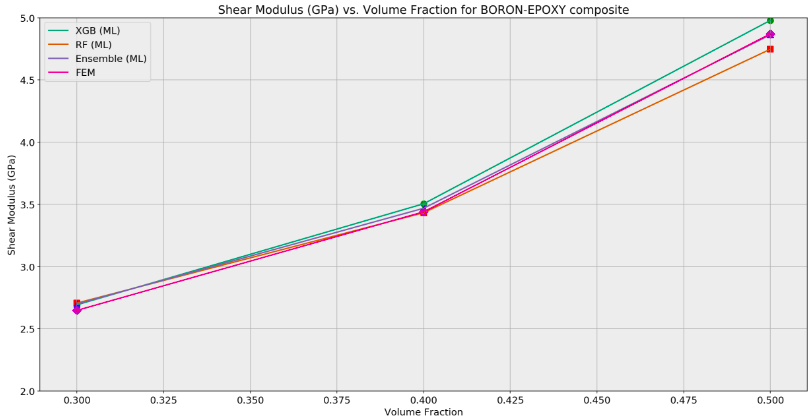 Shear Modulus (GPa) vs. Volume Fraction for BORON-EPOXY composite
XGB (ML)
RF (ML)
Ensemble (ML)
FEM
Shear Modulus (GPa)
5.0
4.5
4.0
3.5
3.0
2.5
2.0
0.300 0.325 0.350 0.375 0.400 0.425 0.450 0.475 0.500
Volume Fraction